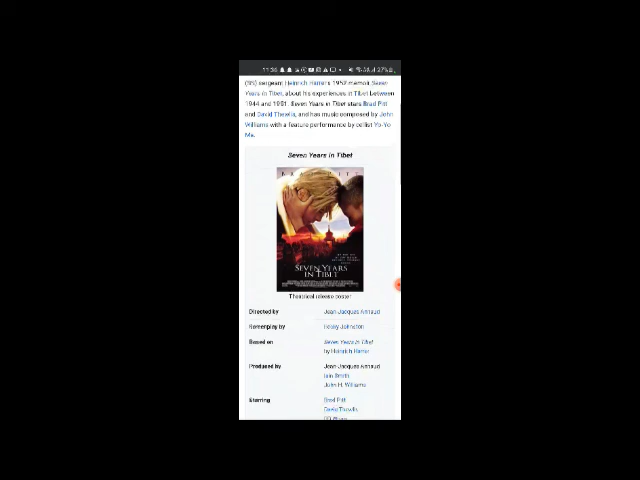 11:56 27%
(SS) sergeant Heinrich Harrer's 1952 memoir Seven
Years in Tibet, about his experiences in Tibet between
1944 and 1951. Seven Years in Tibet stars Brad Pitt
and David Thewlis, and has music composed by John
Williams with a feature performance by cellist Yo-Yo
Ma.
Seven Years in Tibet
BRAD PITT
SEVEN YEARS
IN TIBET
Theatrical release poster
Directed by Jean-Jacques Annaud
Screenplay by Becky Johnston
Based on Seven Years in Tibet
by Heinrich Harrer
Produced by Jean-Jacques Annaud
Iain Smith
John H. Williams
Starring Brad Pitt
David Thewlis